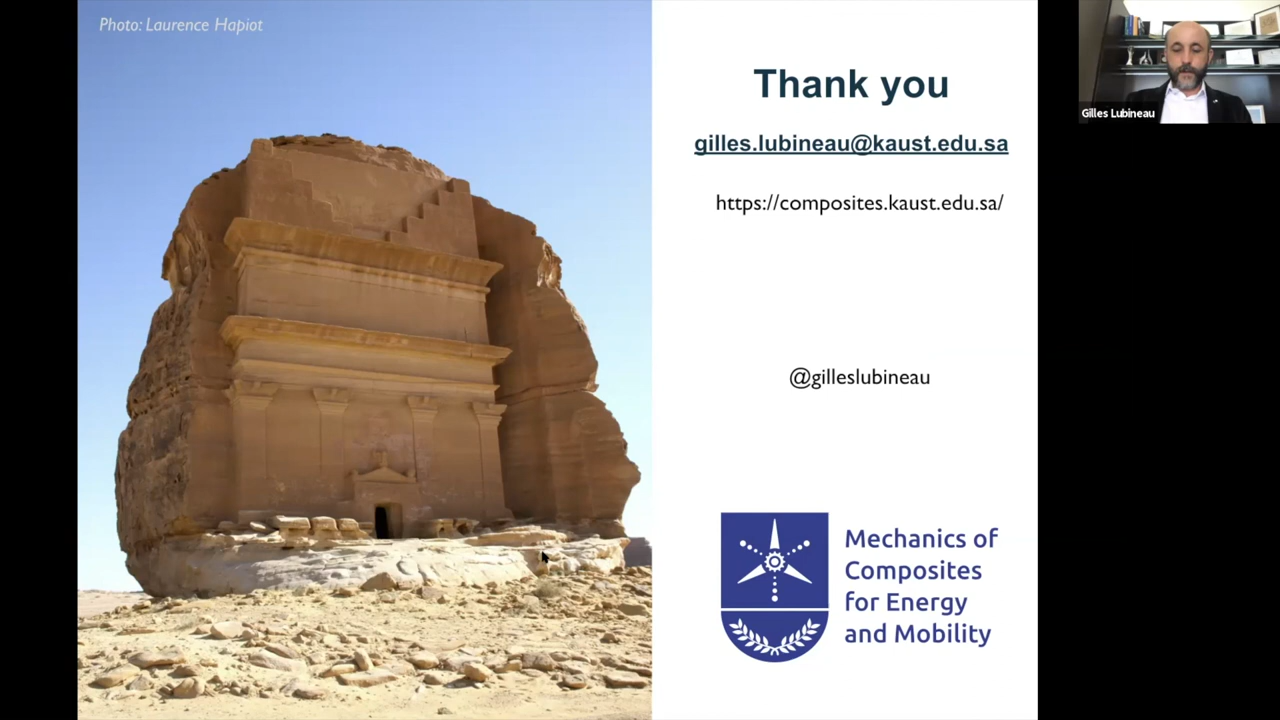 Photo: Laurence Hapiot
Thank you
gilles.lubineau@kaust.edu.sa
https://composites.kaust.edu.sa/
@gilleslubineau
Mechanics of
Composites
for Energy
and Mobility
Gilles Lubineau